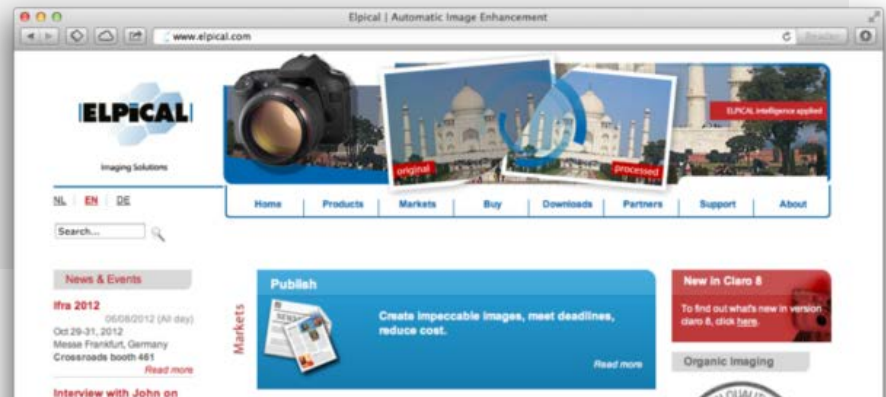 Elpical | Automatic Image Enhancement
www.elpical.com
Reader
ELPiCAL
Imaging Solutions
original
processed
ELPiCAL intelligence applied
NL EN DE
Home Products Markets Buy Downloads Partners Support About
Search...
News & Events
Ifra 2012
06/08/2012 (All day)
Oct 29-31, 2012
Messe Frankfurt, Germany
Crossroads booth 461
Read more
Interview with John on
Markets
Publish
Create impeccable images, meet deadlines,
reduce cost.
Read more
New in Claro 8
To find out what's new in version
claro 8, click here.
Organic Imaging
QUALITY